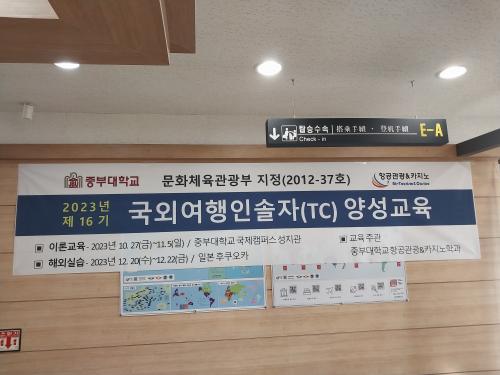 탑승수속 搭乘手續 · 登机手续 E-A
Check - in
중부대학교 문화체육관광부 지정(2012-37호) 항공관광&카지노
2023년
제 16 기 국외여행인솔자(TC) 양성교육
이론교육 - 2023년 10. 27(금)~11.5(일) / 중부대학교 국제캠퍼스 성지관
해외실습 - 2023년 12. 20(수)~12.22(금) / 일본 후쿠오카
교육 주관
중부대학교 항공관광&카지노학과